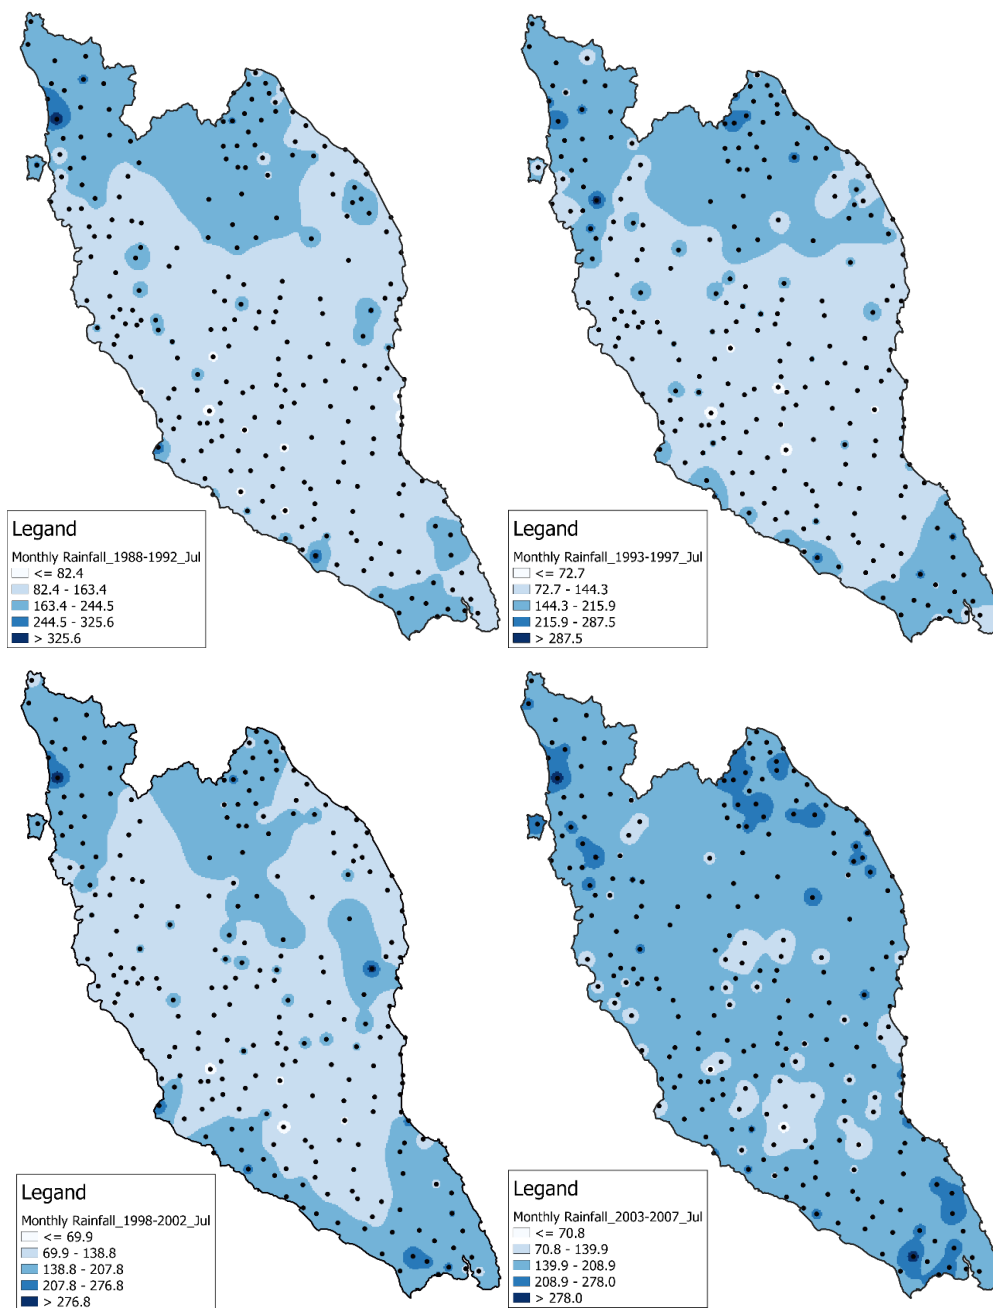 Legand
Monthly Rainfall_1988-1992_Jul
<= 82.4
82.4 - 163.4
163.4 - 244.5
244.5 - 325.6
> 325.6
Legand
Monthly Rainfall_1993-1997_Jul
<= 72.7
72.7 - 144.3
144.3 - 215.9
215.9 - 287.5
> 287.5
Legand
Monthly Rainfall_1998-2002_Jul
<= 69.9
69.9 - 138.8
138.8 - 207.8
207.8 - 276.8
> 276.8
Legand
Monthly Rainfall_2003-2007_Jul
<= 70.8
70.8 - 139.9
139.9 - 208.9
208.9 - 278.0
> 278.0